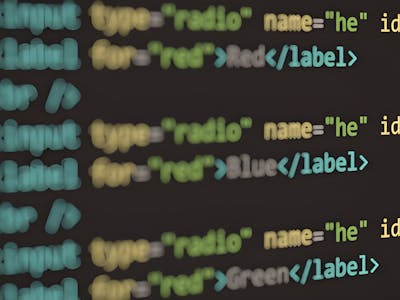 input type="radio" name="he" id
label for="red">Red</label>
br />
input type="radio" name="he" id
label for="red">Blue</label>
br />
input type="radio" name="he" id
label for="red">Green</label>